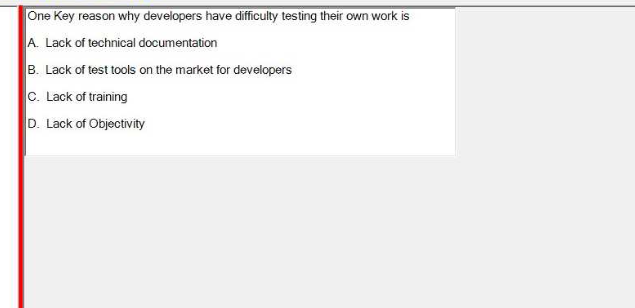 One Key reason why developers have difficulty testing their own work is
A. Lack of technical documentation
B. Lack of test tools on the market for developers
C. Lack of training
D. Lack of Objectivity